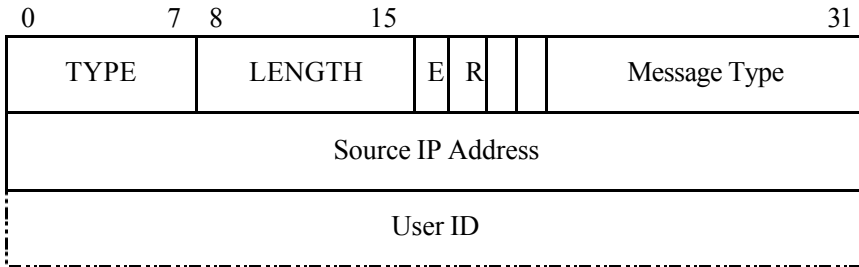 0 7 8 15 31
TYPE LENGTH E R Message Type
Source IP Address
User ID